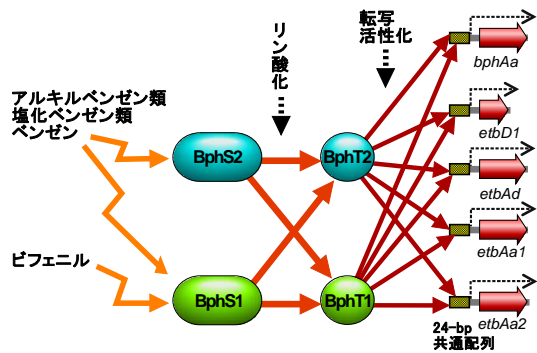 リン酸化
転写
活性化
アルキルベンゼン類
塩化ベンゼン類
ベンゼン
ビフェニル
BphS2
BphT2
BphS1
BphT1
bphAa
etbD1
etbAd
etbAa1
etbAa2
24-bp
共通配列